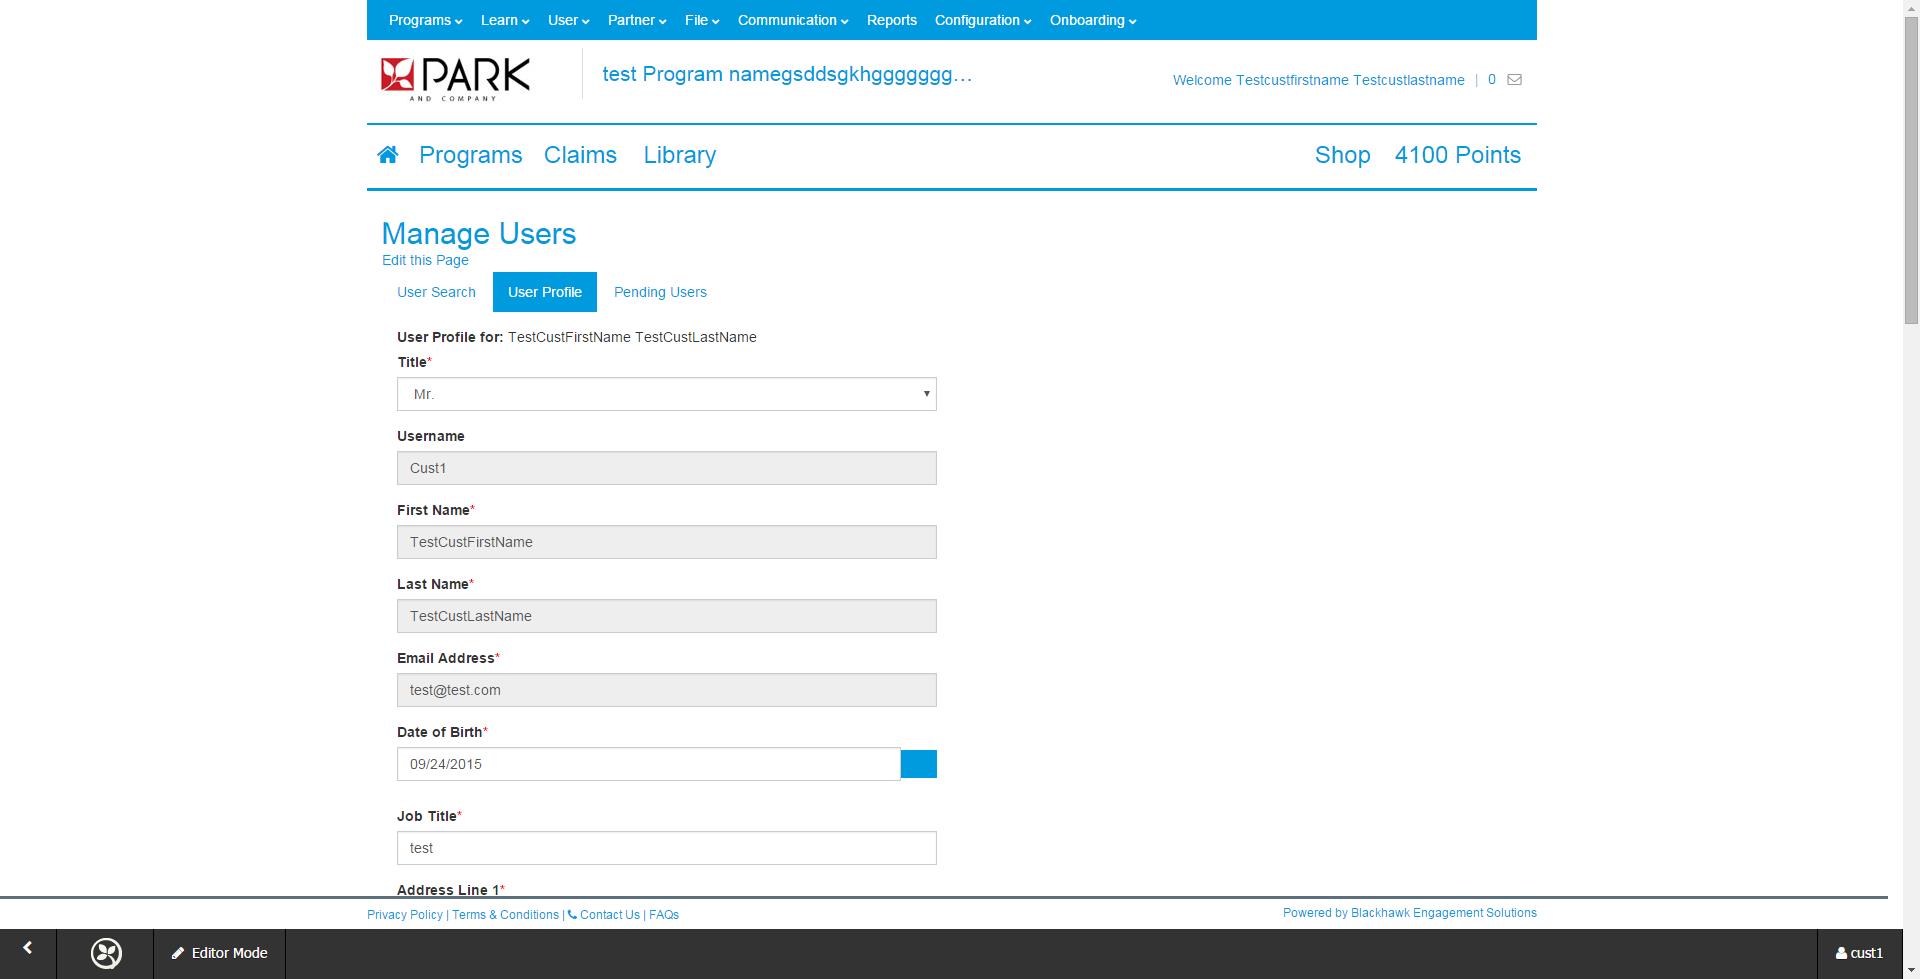 Programs Learn User Partner File Communication Reports Configuration Onboarding
PARK
AND COMPANY
test Program namegsddsgkhggggggg...
Welcome Testcustfirstname Testcustlastname | 0
Programs Claims Library Shop 4100 Points
Manage Users
Edit this Page
User Search User Profile Pending Users
User Profile for: TestCustFirstName TestCustLastName
Title*
Mr.
Username
Cust1
First Name*
TestCustFirstName
Last Name*
TestCustLastName
Email Address*
test@test.com
Date of Birth*
09/24/2015
Job Title*
test
Address Line 1*
Privacy Policy | Terms & Conditions | Contact Us | FAQs
Powered by Blackhawk Engagement Solutions
Editor Mode
cust1